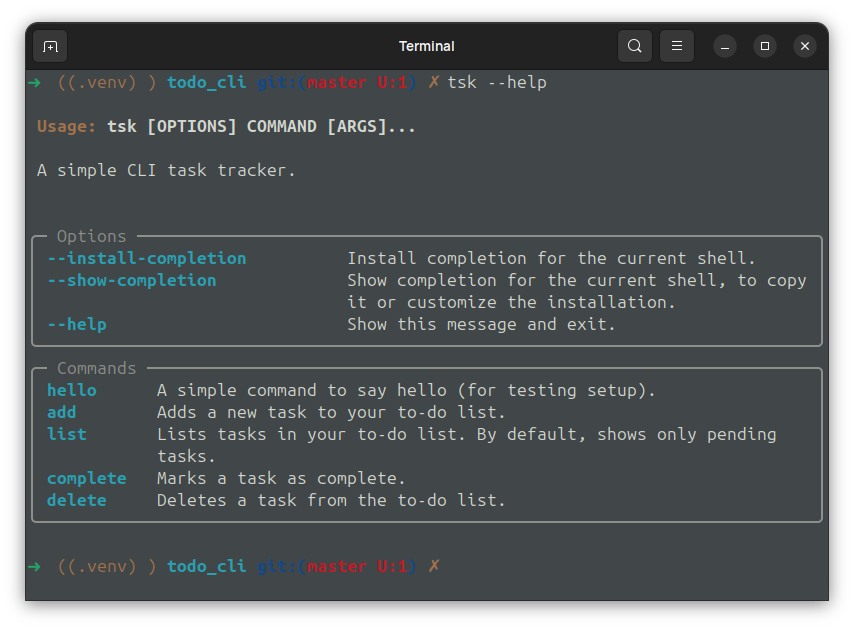 Terminal
➜ ((.venv) ) todo_cli git:(master U:1) ✗ tsk --help
Usage: tsk [OPTIONS] COMMAND [ARGS]...
A simple CLI task tracker.
Options
--install-completion Install completion for the current shell.
--show-completion Show completion for the current shell, to copy
it or customize the installation.
--help Show this message and exit.
Commands
hello A simple command to say hello (for testing setup).
add Adds a new task to your to-do list.
list Lists tasks in your to-do list. By default, shows only pending
tasks.
complete Marks a task as complete.
delete Deletes a task from the to-do list.
➜ ((.venv) ) todo_cli git:(master U:1) ✗